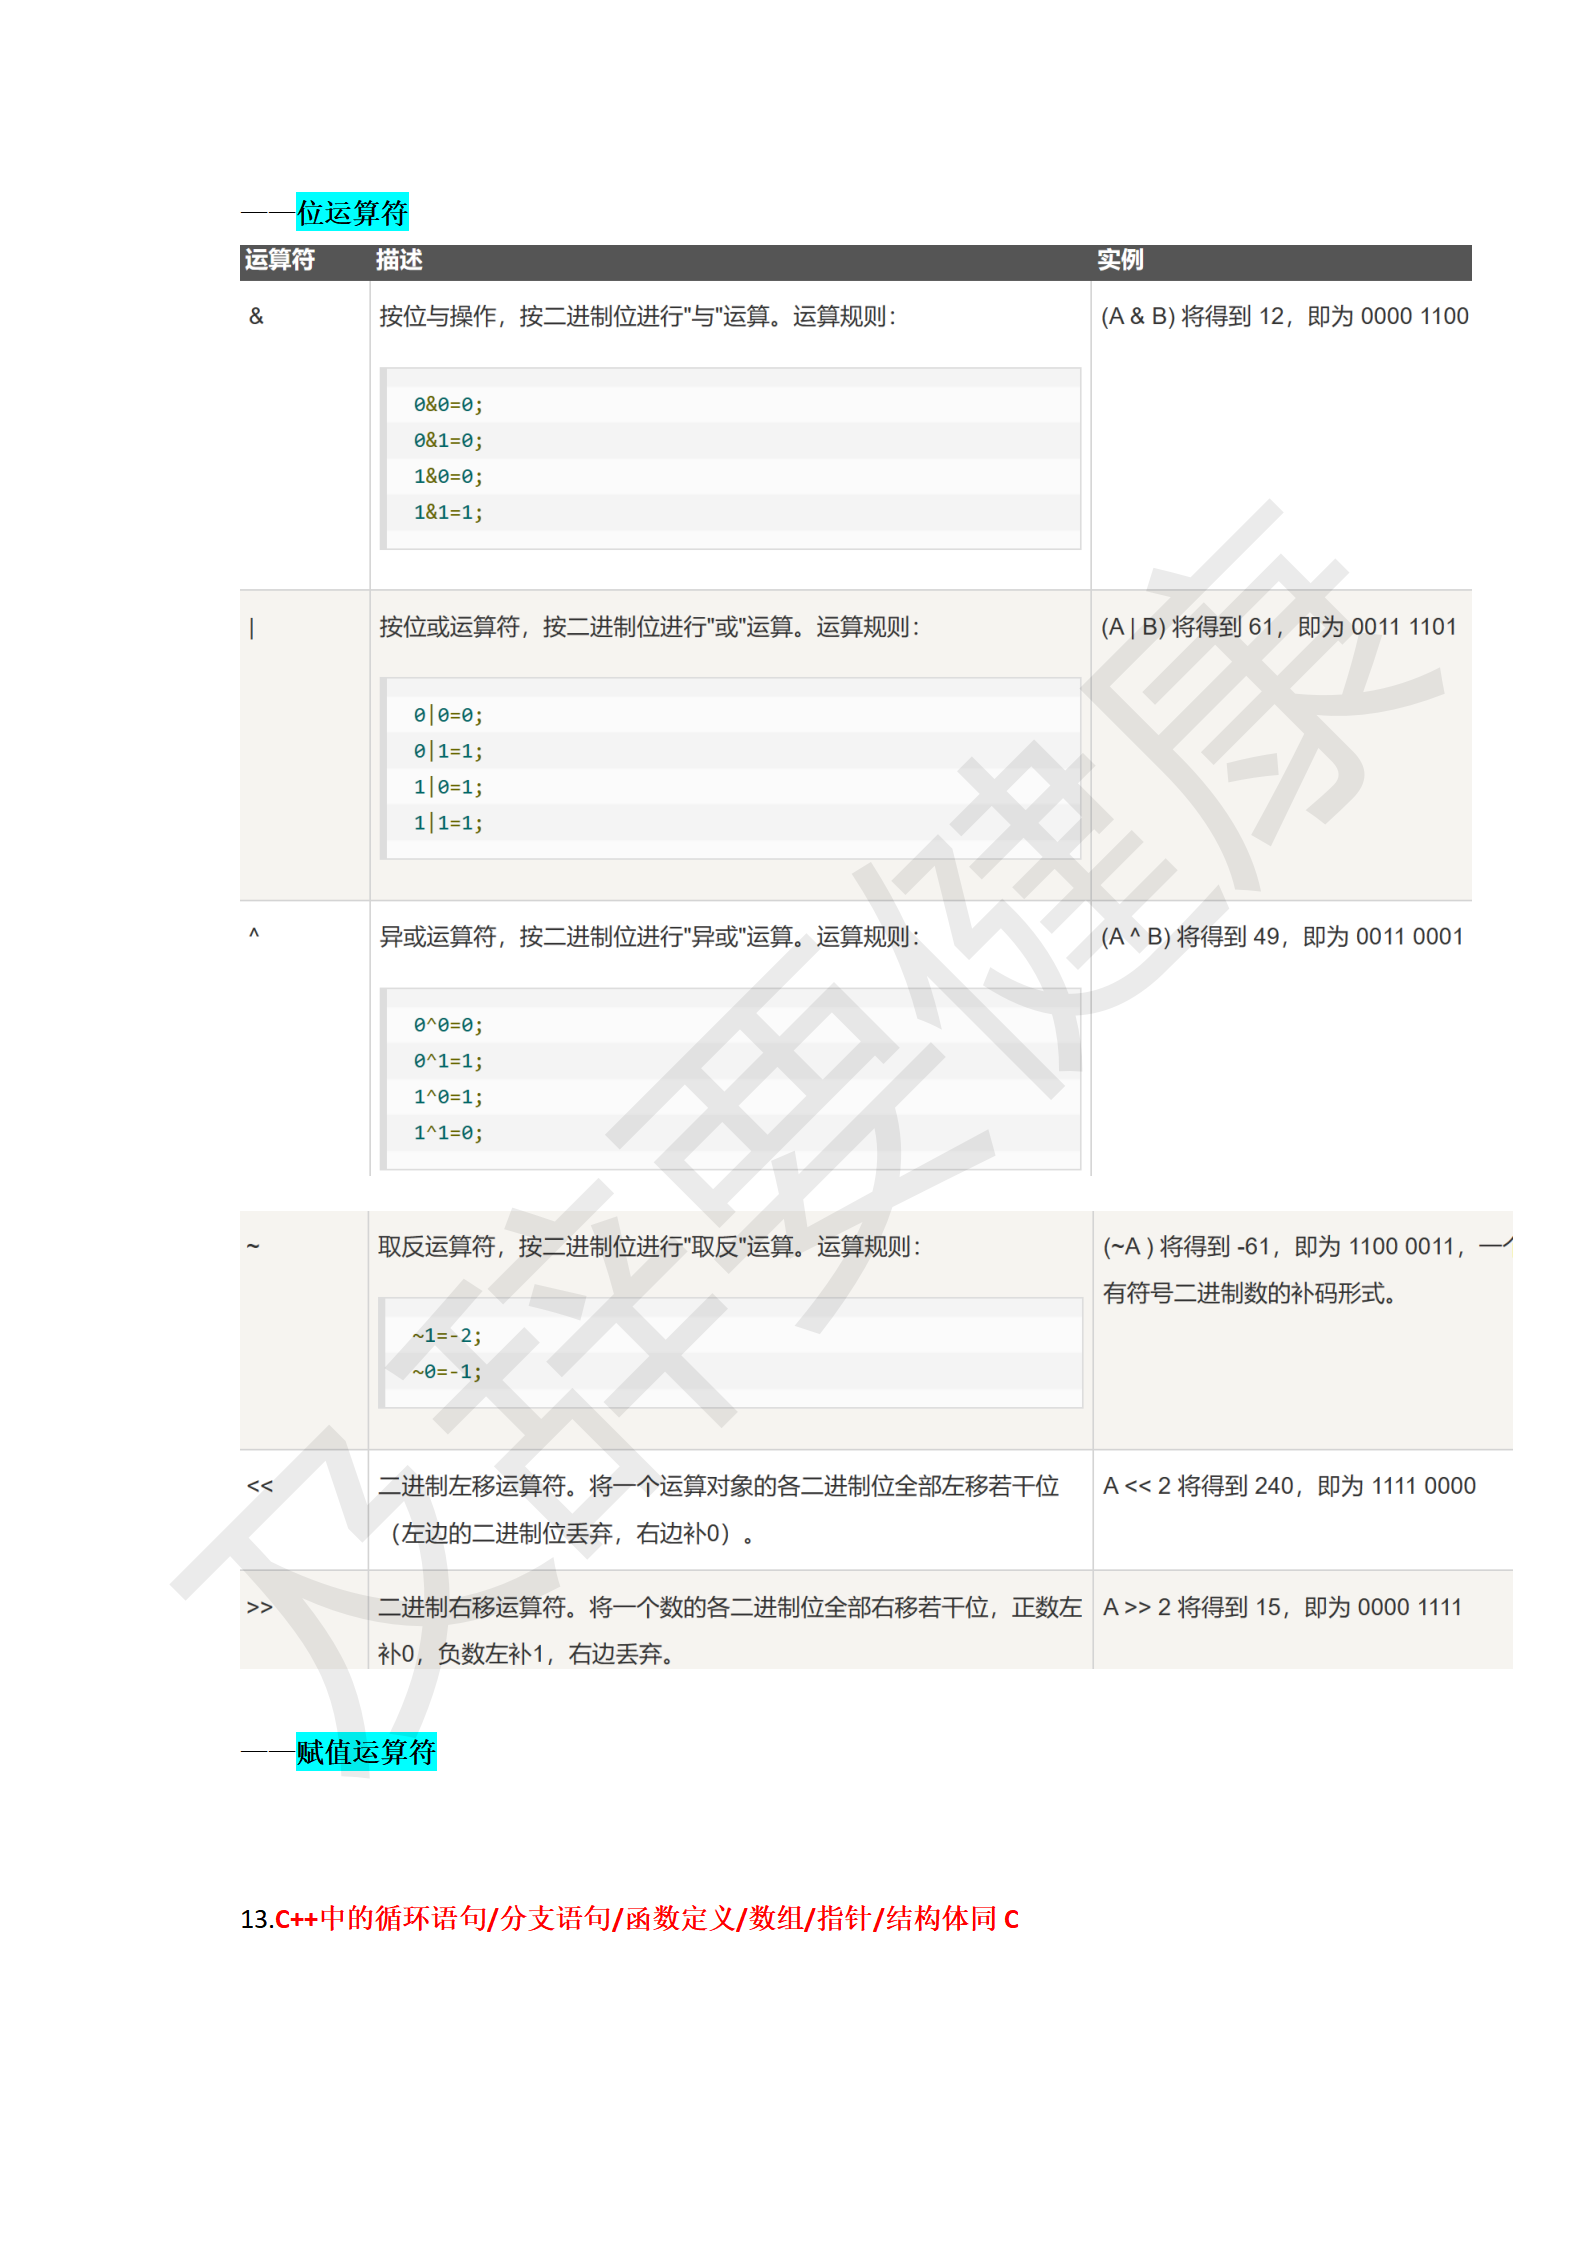 ——位运算符
运算符 描述 实例
& 按位与操作，按二进制位进行"与"运算。运算规则： (A & B) 将得到 12，即为 0000 1100
0&0=0;
0&1=0;
1&0=0;
1&1=1;
| 按位或运算符，按二进制位进行"或"运算。运算规则： (A | B) 将得到 61，即为 0011 1101
0|0=0;
0|1=1;
1|0=1;
1|1=1;
^ 异或运算符，按二进制位进行"异或"运算。运算规则： (A ^ B) 将得到 49，即为 0011 0001
0^0=0;
0^1=1;
1^0=1;
1^1=0;
~ 取反运算符，按二进制位进行"取反"运算。运算规则： (~A ) 将得到 -61，即为 1100 0011，一个
有符号二进制数的补码形式。
~1=-2;
~0=-1;
<< 二进制左移运算符。将一个运算对象的各二进制位全部左移若干位 A << 2 将得到 240，即为 1111 0000
（左边的二进制位丢弃，右边补0）。
>> 二进制右移运算符。将一个数的各二进制位全部右移若干位，正数左 A >> 2 将得到 15，即为 0000 1111
补0，负数左补1，右边丢弃。
——赋值运算符
13.C++中的循环语句/分支语句/函数定义/数组/指针/结构体同 C
及辞要健康